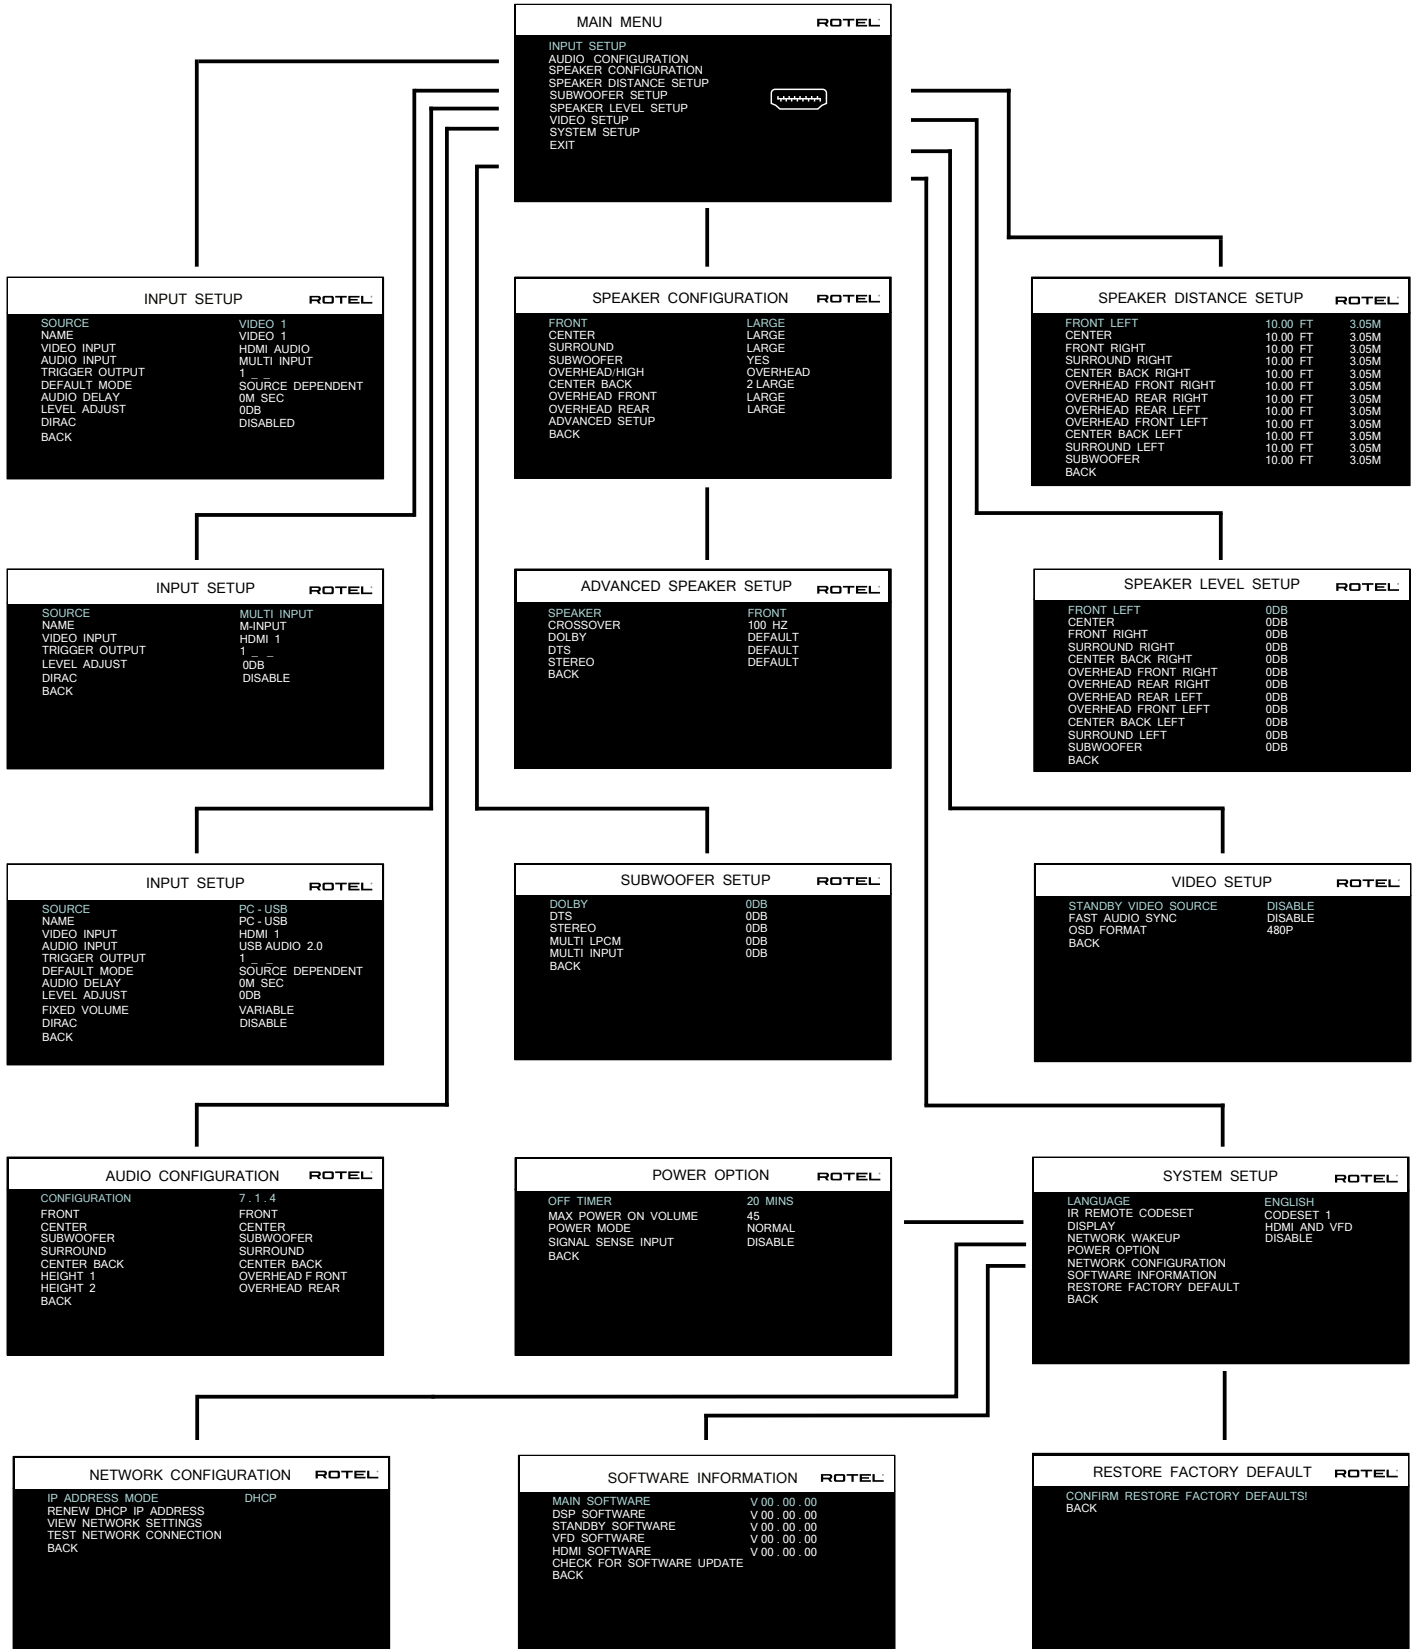 MAIN MENU ROTEL
INPUT SETUP
AUDIO CONFIGURATION
SPEAKER CONFIGURATION
SPEAKER DISTANCE SETUP
SUBWOOFER SETUP
SPEAKER LEVEL SETUP
VIDEO SETUP
SYSTEM SETUP
EXIT
INPUT SETUP ROTEL
SOURCE VIDEO 1
NAME VIDEO 1
VIDEO INPUT HDMI AUDIO
AUDIO INPUT MULTI INPUT
TRIGGER OUTPUT 1 _ _
DEFAULT MODE SOURCE DEPENDENT
AUDIO DELAY 0M SEC
LEVEL ADJUST 0DB
DIRAC DISABLED
BACK
SPEAKER CONFIGURATION ROTEL
FRONT LARGE
CENTER LARGE
SURROUND LARGE
SUBWOOFER YES
OVERHEAD/HIGH OVERHEAD
CENTER BACK 2 LARGE
OVERHEAD FRONT LARGE
OVERHEAD REAR LARGE
ADVANCED SETUP
BACK
SPEAKER DISTANCE SETUP ROTEL
FRONT LEFT 10.00 FT 3.05M
CENTER 10.00 FT 3.05M
FRONT RIGHT 10.00 FT 3.05M
SURROUND RIGHT 10.00 FT 3.05M
CENTER BACK RIGHT 10.00 FT 3.05M
OVERHEAD FRONT RIGHT 10.00 FT 3.05M
OVERHEAD REAR RIGHT 10.00 FT 3.05M
OVERHEAD REAR LEFT 10.00 FT 3.05M
OVERHEAD FRONT LEFT 10.00 FT 3.05M
CENTER BACK LEFT 10.00 FT 3.05M
SURROUND LEFT 10.00 FT 3.05M
SUBWOOFER 10.00 FT 3.05M
BACK
INPUT SETUP ROTEL
SOURCE MULTI INPUT
NAME M-INPUT
VIDEO INPUT HDMI 1
TRIGGER OUTPUT 1 _ _
LEVEL ADJUST 0DB
DIRAC DISABLE
BACK
ADVANCED SPEAKER SETUP ROTEL
SPEAKER FRONT
CROSSOVER 100 HZ
DOLBY DEFAULT
DTS DEFAULT
STEREO DEFAULT
BACK
SPEAKER LEVEL SETUP ROTEL
FRONT LEFT 0DB
CENTER 0DB
FRONT RIGHT 0DB
SURROUND RIGHT 0DB
CENTER BACK RIGHT 0DB
OVERHEAD FRONT RIGHT 0DB
OVERHEAD REAR RIGHT 0DB
OVERHEAD REAR LEFT 0DB
OVERHEAD FRONT LEFT 0DB
CENTER BACK LEFT 0DB
SURROUND LEFT 0DB
SUBWOOFER 0DB
BACK
INPUT SETUP ROTEL
SOURCE PC - USB
NAME PC - USB
VIDEO INPUT HDMI 1
AUDIO INPUT USB AUDIO 2.0
TRIGGER OUTPUT 1 _ _
DEFAULT MODE SOURCE DEPENDENT
AUDIO DELAY 0M SEC
LEVEL ADJUST 0DB
FIXED VOLUME VARIABLE
DIRAC DISABLE
BACK
SUBWOOFER SETUP ROTEL
DOLBY 0DB
DTS 0DB
STEREO 0DB
MULTI LPCM 0DB
MULTI INPUT 0DB
BACK
VIDEO SETUP ROTEL
STANDBY VIDEO SOURCE DISABLE
FAST AUDIO SYNC DISABLE
OSD FORMAT 480P
BACK
AUDIO CONFIGURATION ROTEL
CONFIGURATION 7 . 1 . 4
FRONT FRONT
CENTER CENTER
SUBWOOFER SUBWOOFER
SURROUND SURROUND
CENTER BACK CENTER BACK
HEIGHT 1 OVERHEAD F RONT
HEIGHT 2 OVERHEAD REAR
BACK
POWER OPTION ROTEL
OFF TIMER 20 MINS
MAX POWER ON VOLUME 45
POWER MODE NORMAL
SIGNAL SENSE INPUT DISABLE
BACK
SYSTEM SETUP ROTEL
LANGUAGE ENGLISH
IR REMOTE CODESET CODESET 1
DISPLAY HDMI AND VFD
NETWORK WAKEUP DISABLE
POWER OPTION
NETWORK CONFIGURATION
SOFTWARE INFORMATION
RESTORE FACTORY DEFAULT
BACK
NETWORK CONFIGURATION ROTEL
IP ADDRESS MODE DHCP
RENEW DHCP IP ADDRESS
VIEW NETWORK SETTINGS
TEST NETWORK CONNECTION
BACK
SOFTWARE INFORMATION ROTEL
MAIN SOFTWARE V 00 . 00 . 00
DSP SOFTWARE V 00 . 00 . 00
STANDBY SOFTWARE V 00 . 00 . 00
VFD SOFTWARE V 00 . 00 . 00
HDMI SOFTWARE V 00 . 00 . 00
CHECK FOR SOFTWARE UPDATE
BACK
RESTORE FACTORY DEFAULT ROTEL
CONFIRM RESTORE FACTORY DEFAULTS!
BACK